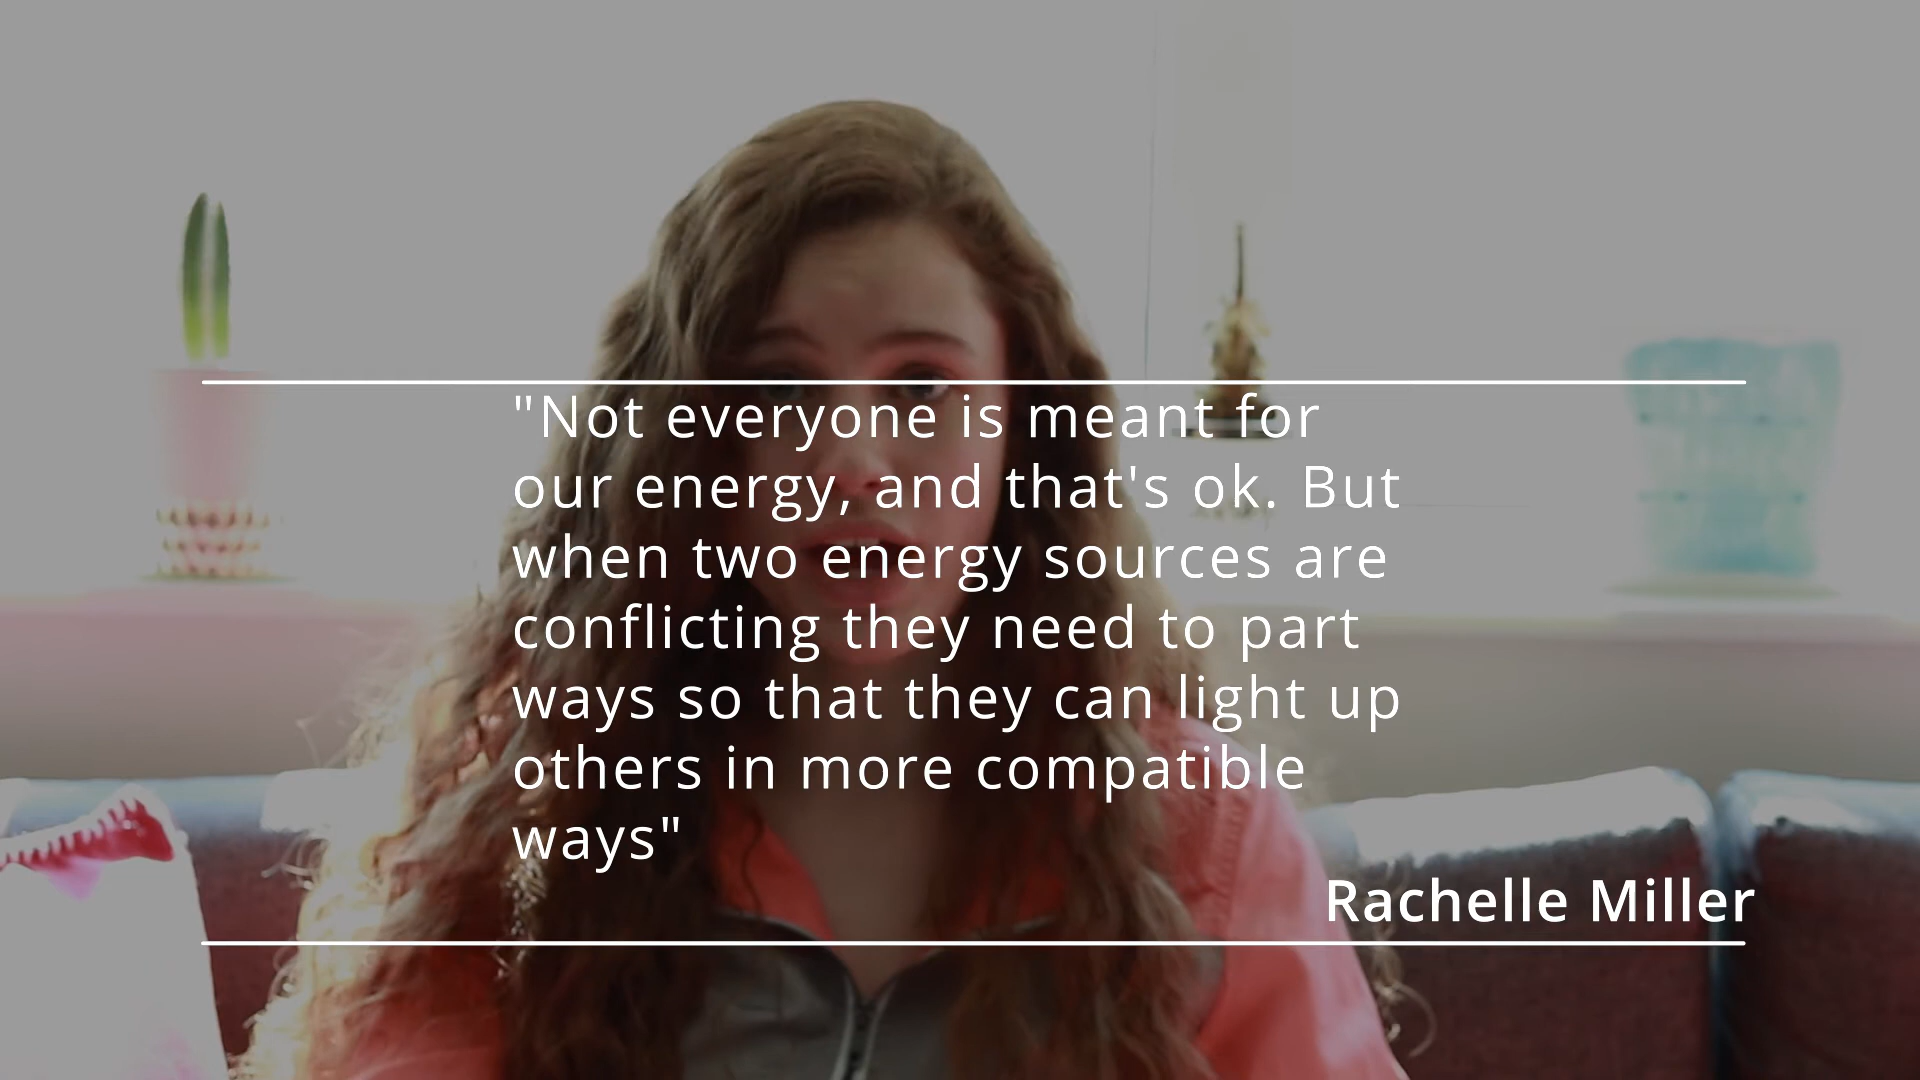 "Not everyone is meant for
our energy, and that's ok. But
when two energy sources are
conflicting they need to part
ways so that they can light up
others in more compatible
ways"
Rachelle Miller